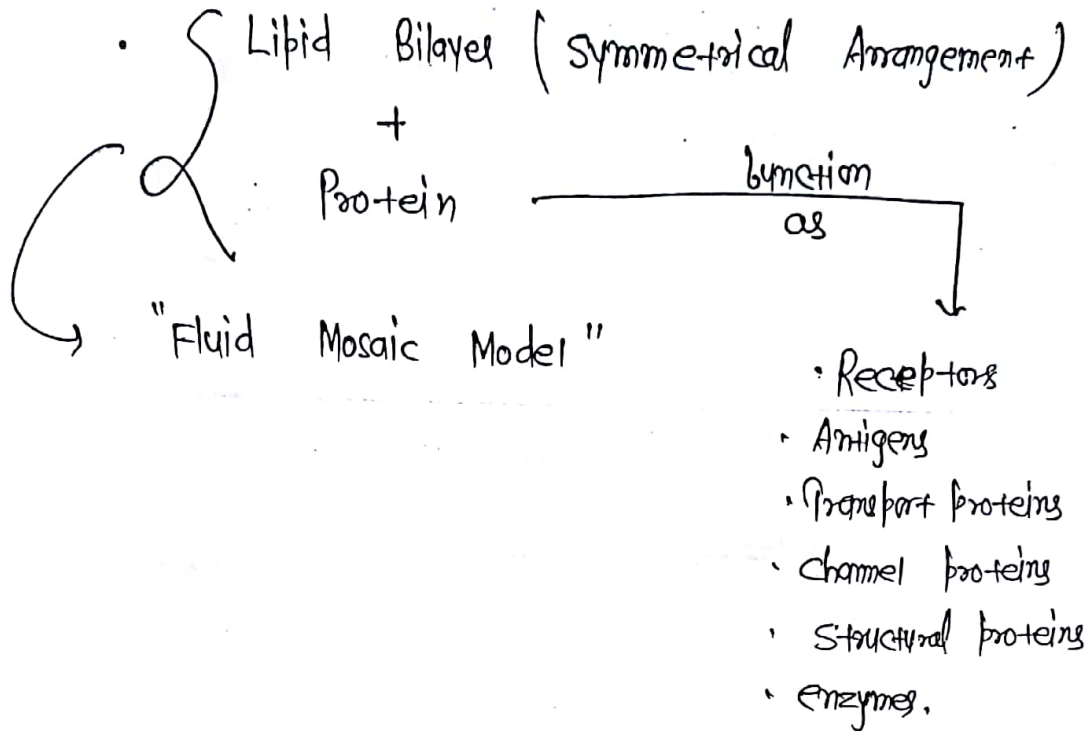 · Lipid Bilayer (Symmetrical Arrangement)
+
Protein
function
as
"Fluid Mosaic Model"
· Receptors
· Antigens
· Transport proteins
· Channel proteins
· Structural proteins
· enzymes.